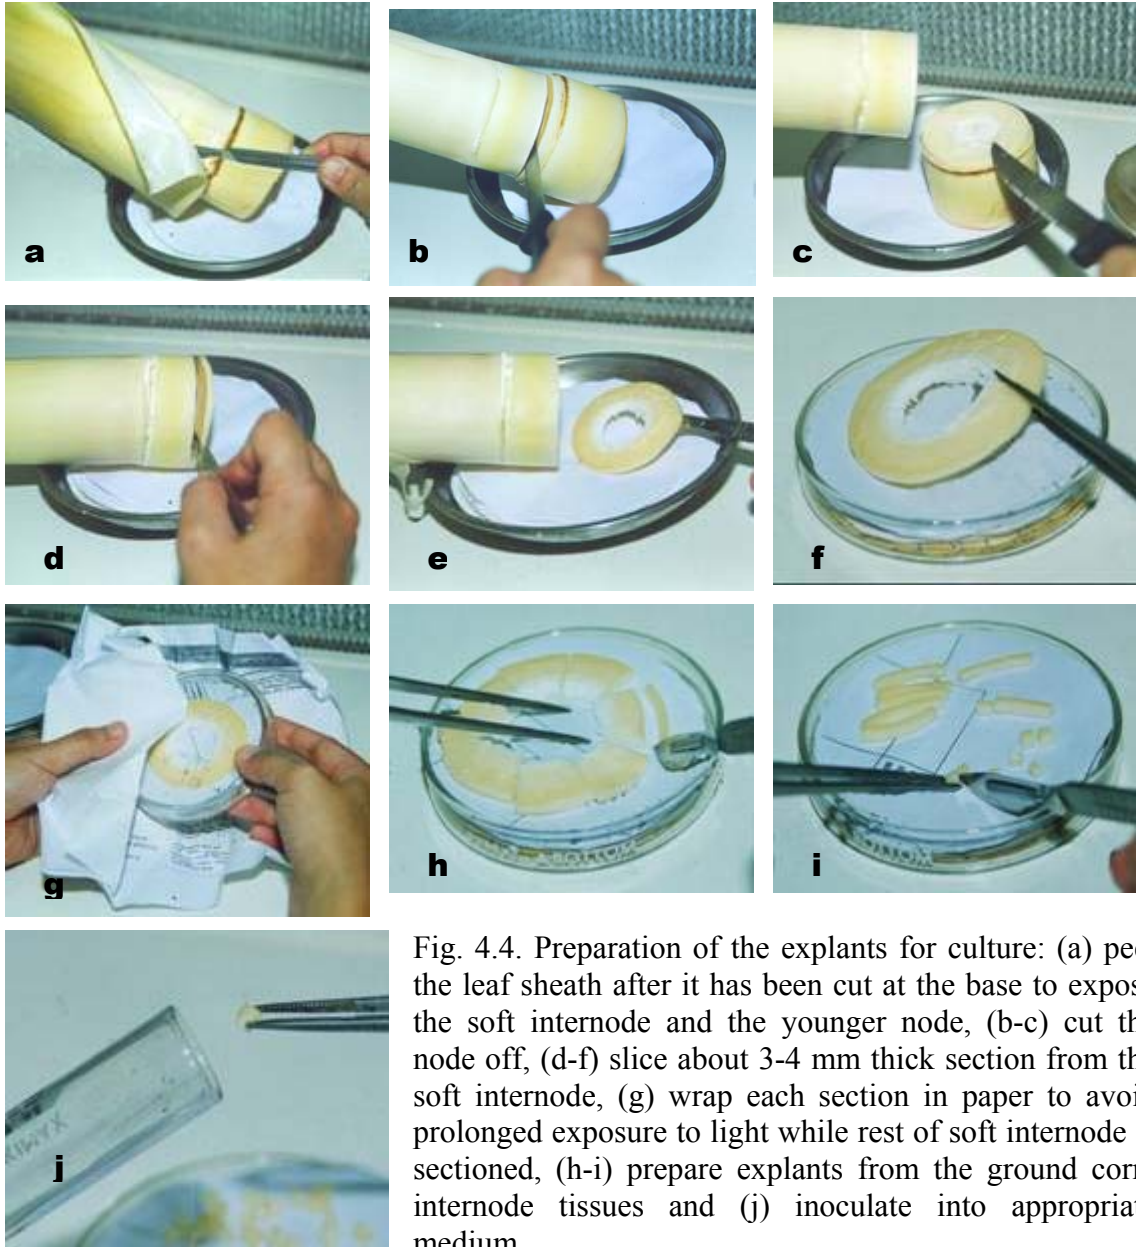 a
b
c
d
e
f
g
h
BOTTOM
i
BOTTOM
j
Fig. 4.4. Preparation of the explants for culture: (a) pee
the leaf sheath after it has been cut at the base to expos
the soft internode and the younger node, (b-c) cut th
node off, (d-f) slice about 3-4 mm thick section from th
soft internode, (g) wrap each section in paper to avoi
prolonged exposure to light while rest of soft internode
sectioned, (h-i) prepare explants from the ground corm
internode tissues and (j) inoculate into appropriat
medium